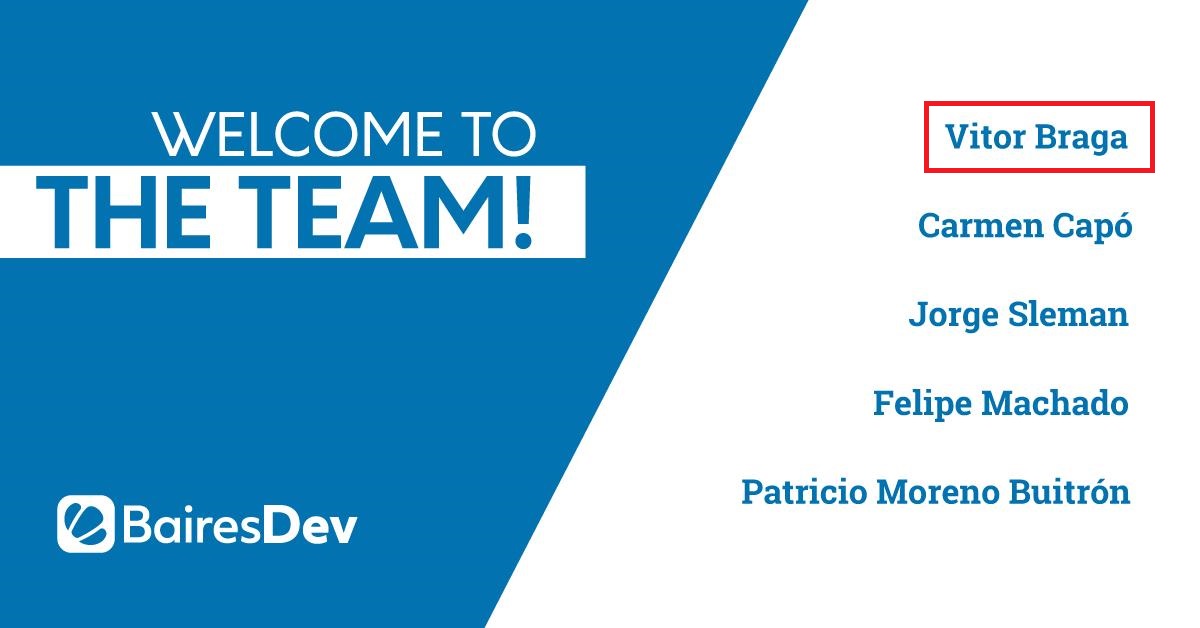 WELCOME TO
THE TEAM!
BairesDev
Vitor Braga
Carmen Capó
Jorge Sleman
Felipe Machado
Patricio Moreno Buitrón